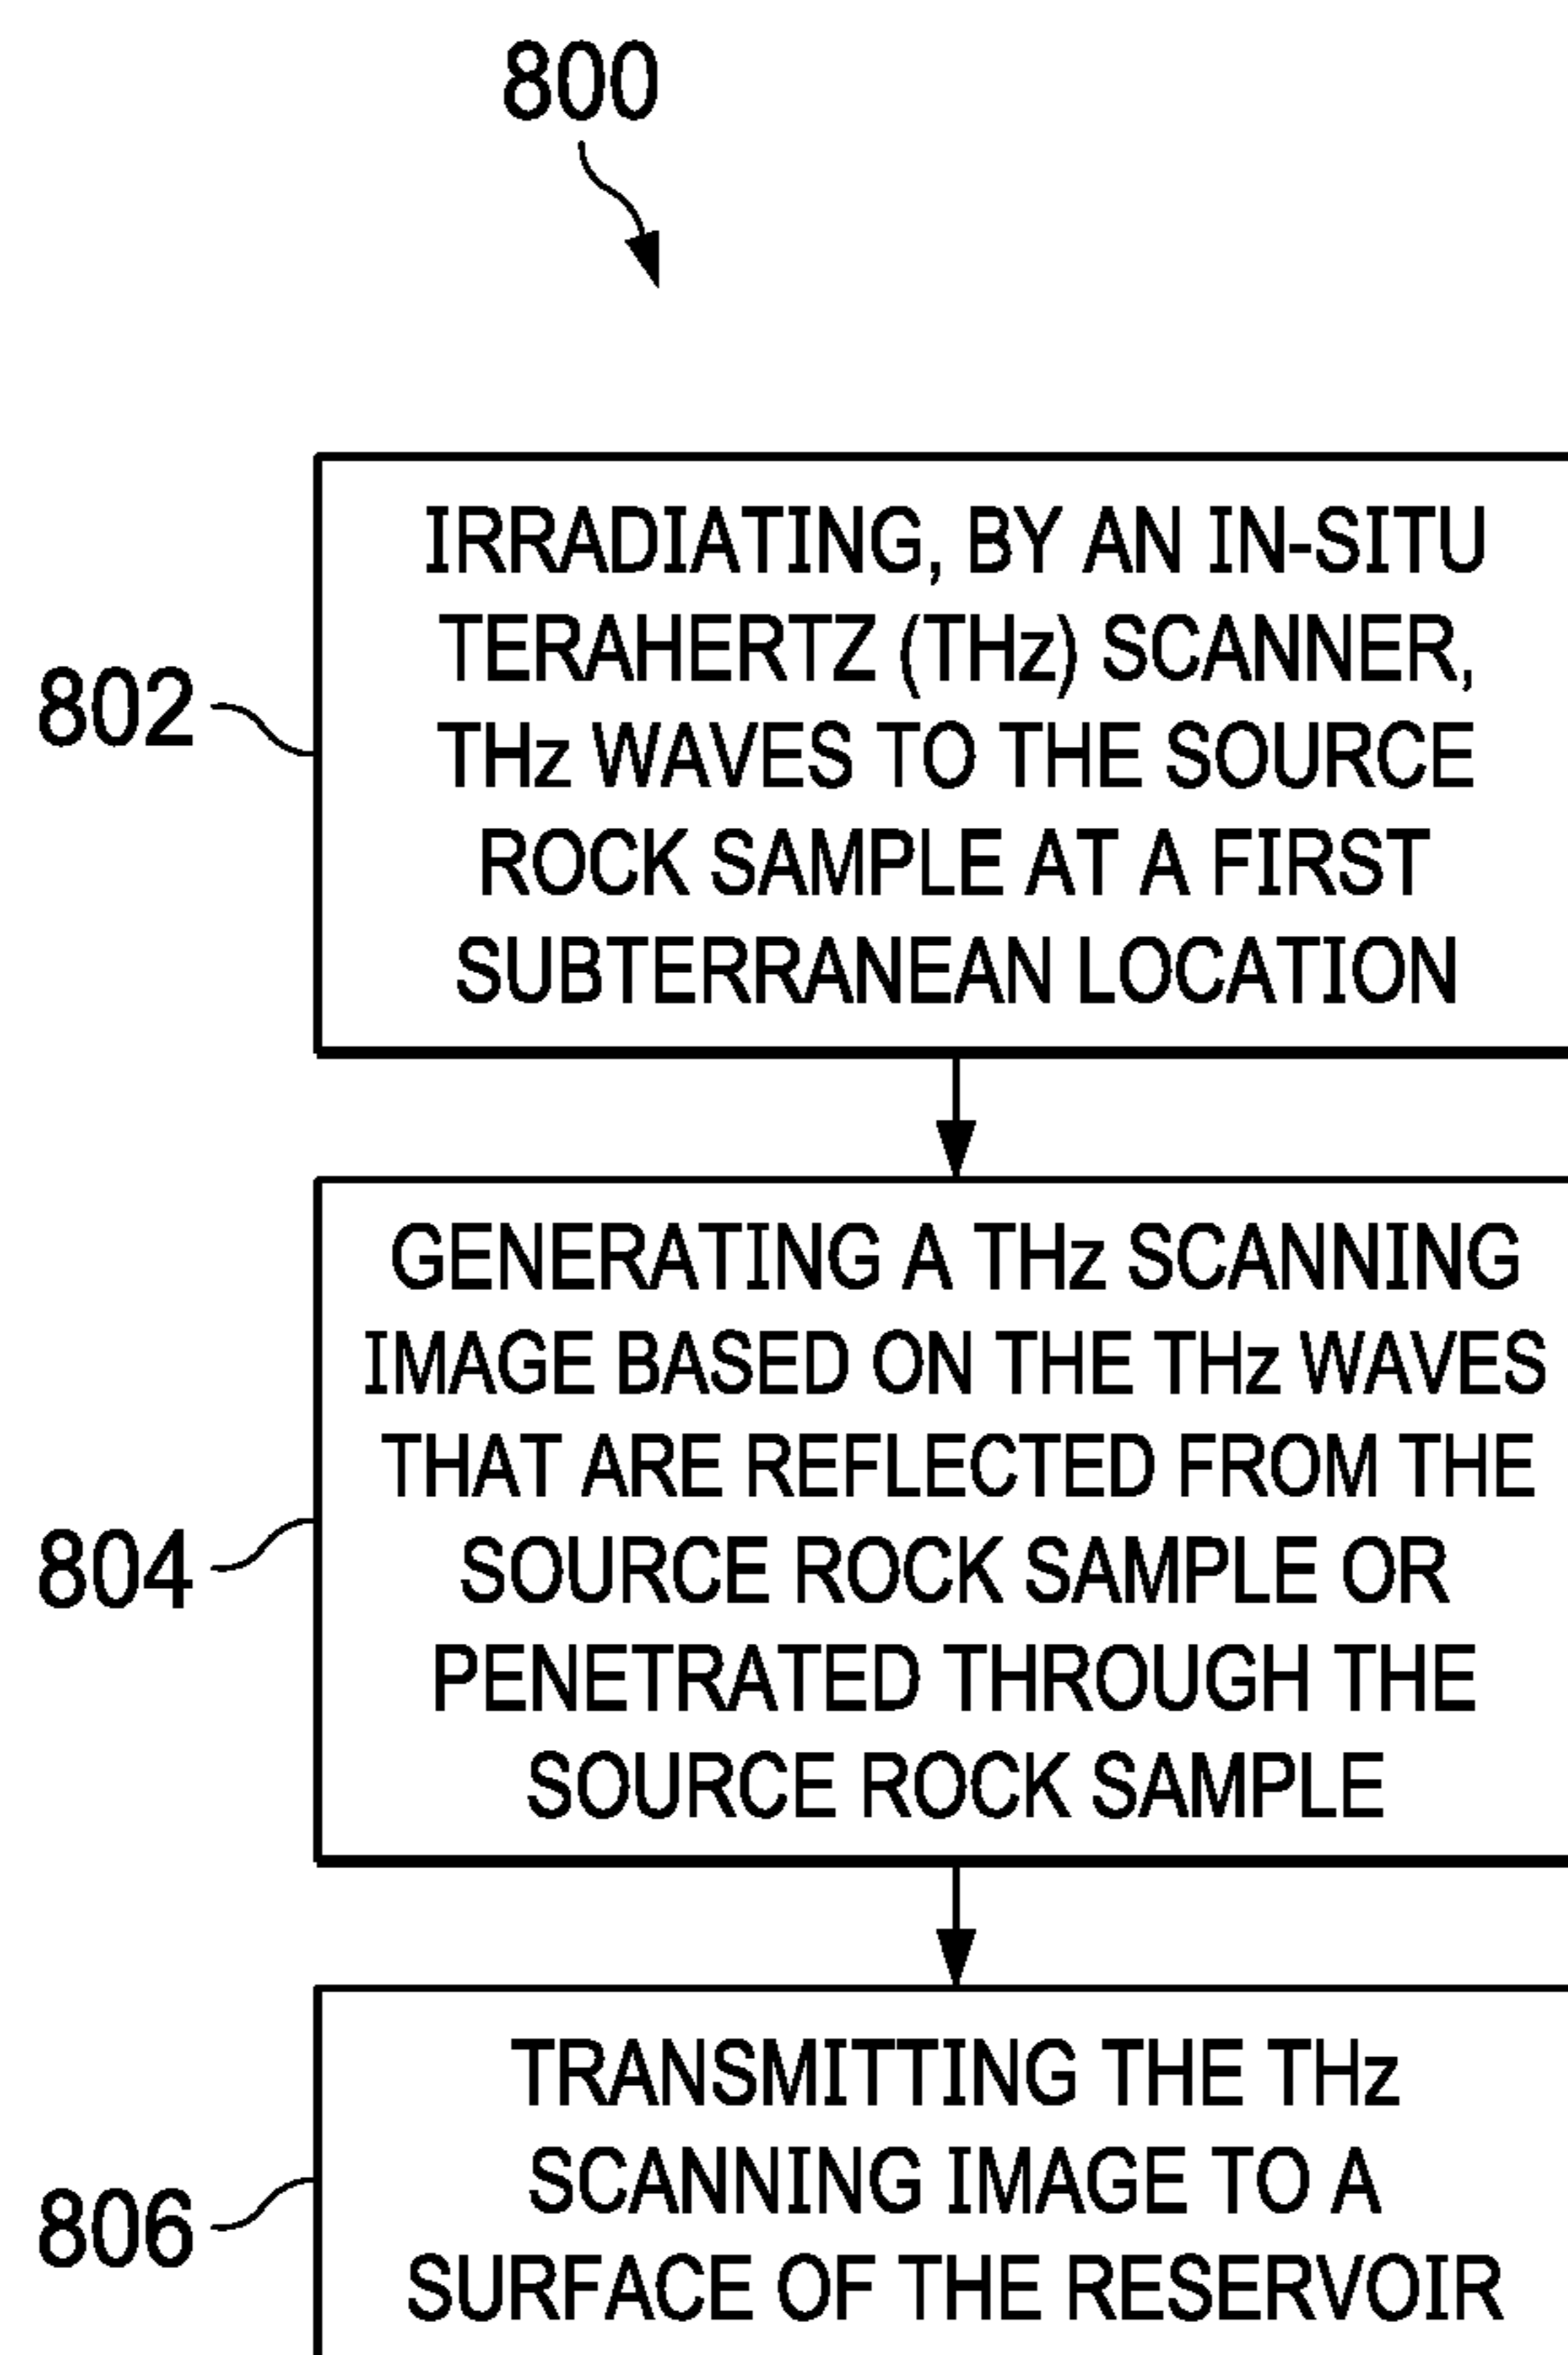 800
802
IRRADIATING, BY AN IN-SITU
TERAHERTZ (THz) SCANNER,
THz WAVES TO THE SOURCE
ROCK SAMPLE AT A FIRST
SUBTERRANEAN LOCATION
804
GENERATING A THz SCANNING
IMAGE BASED ON THE THz WAVES
THAT ARE REFLECTED FROM THE
SOURCE ROCK SAMPLE OR
PENETRATED THROUGH THE
SOURCE ROCK SAMPLE
806
TRANSMITTING THE THz
SCANNING IMAGE TO A
SURFACE OF THE RESERVOIR